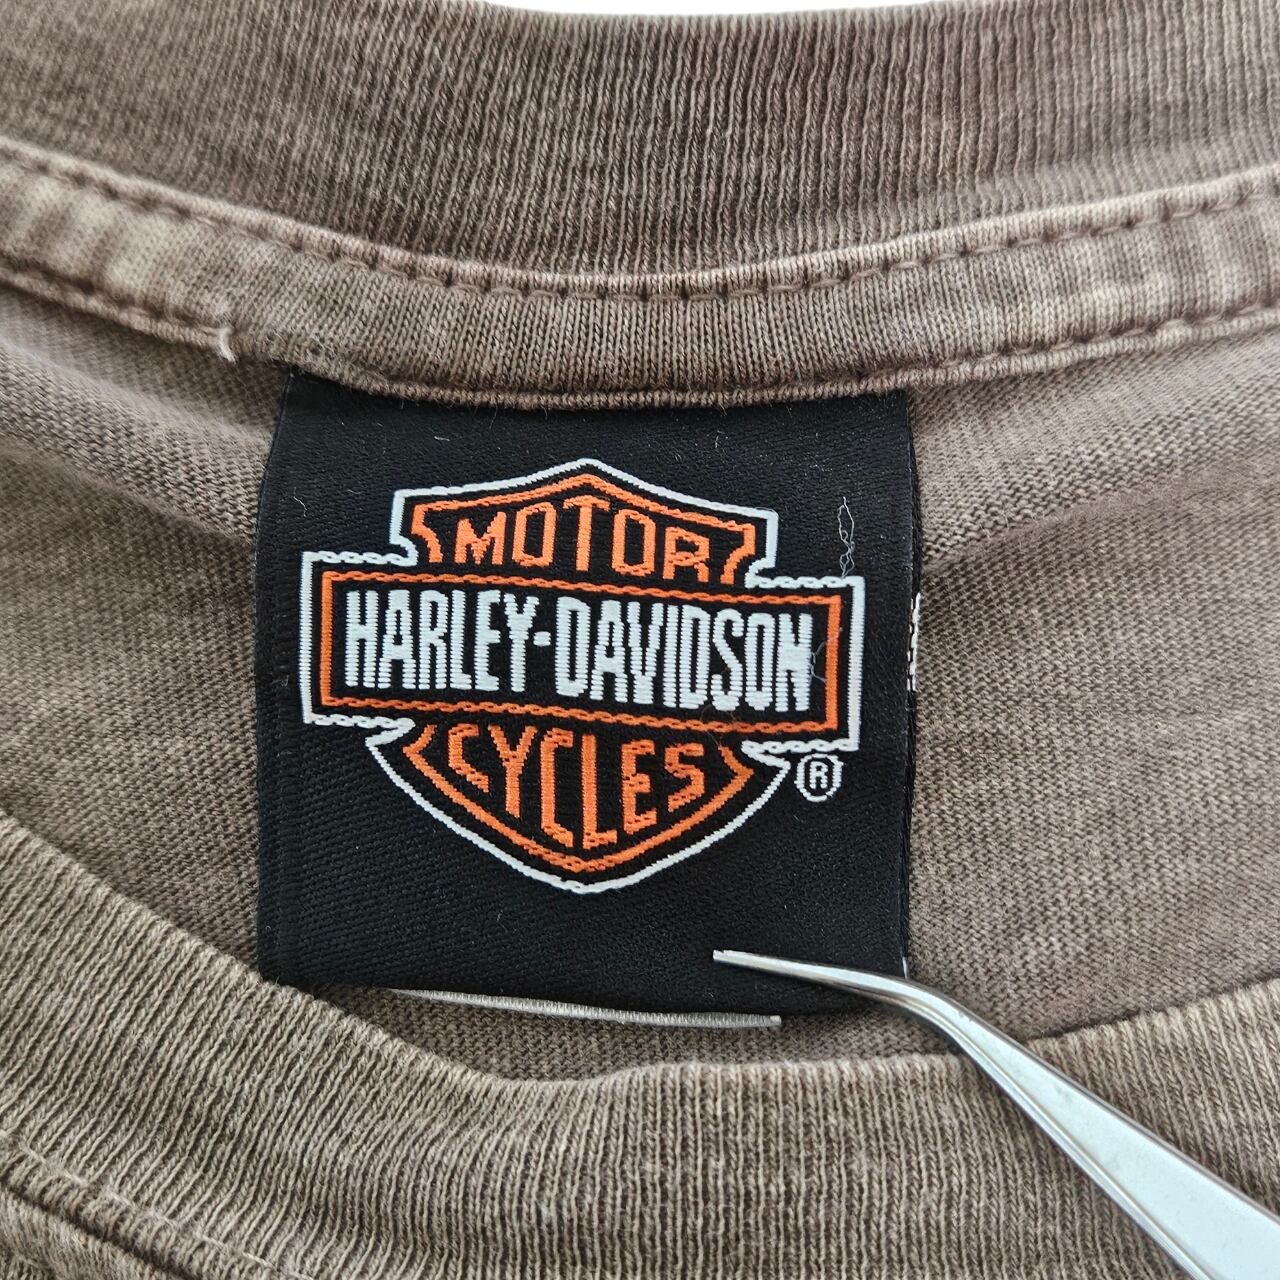 MOTOR
HARLEY-DAVIDSON
CYCLES
®